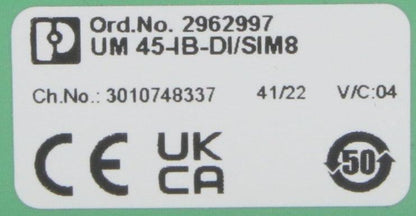 Ord.No. 2962997
UM 45-IB-DI/SIM8
Ch.No.: 3010748337 41/22 V/C:04
CE UK CA 50